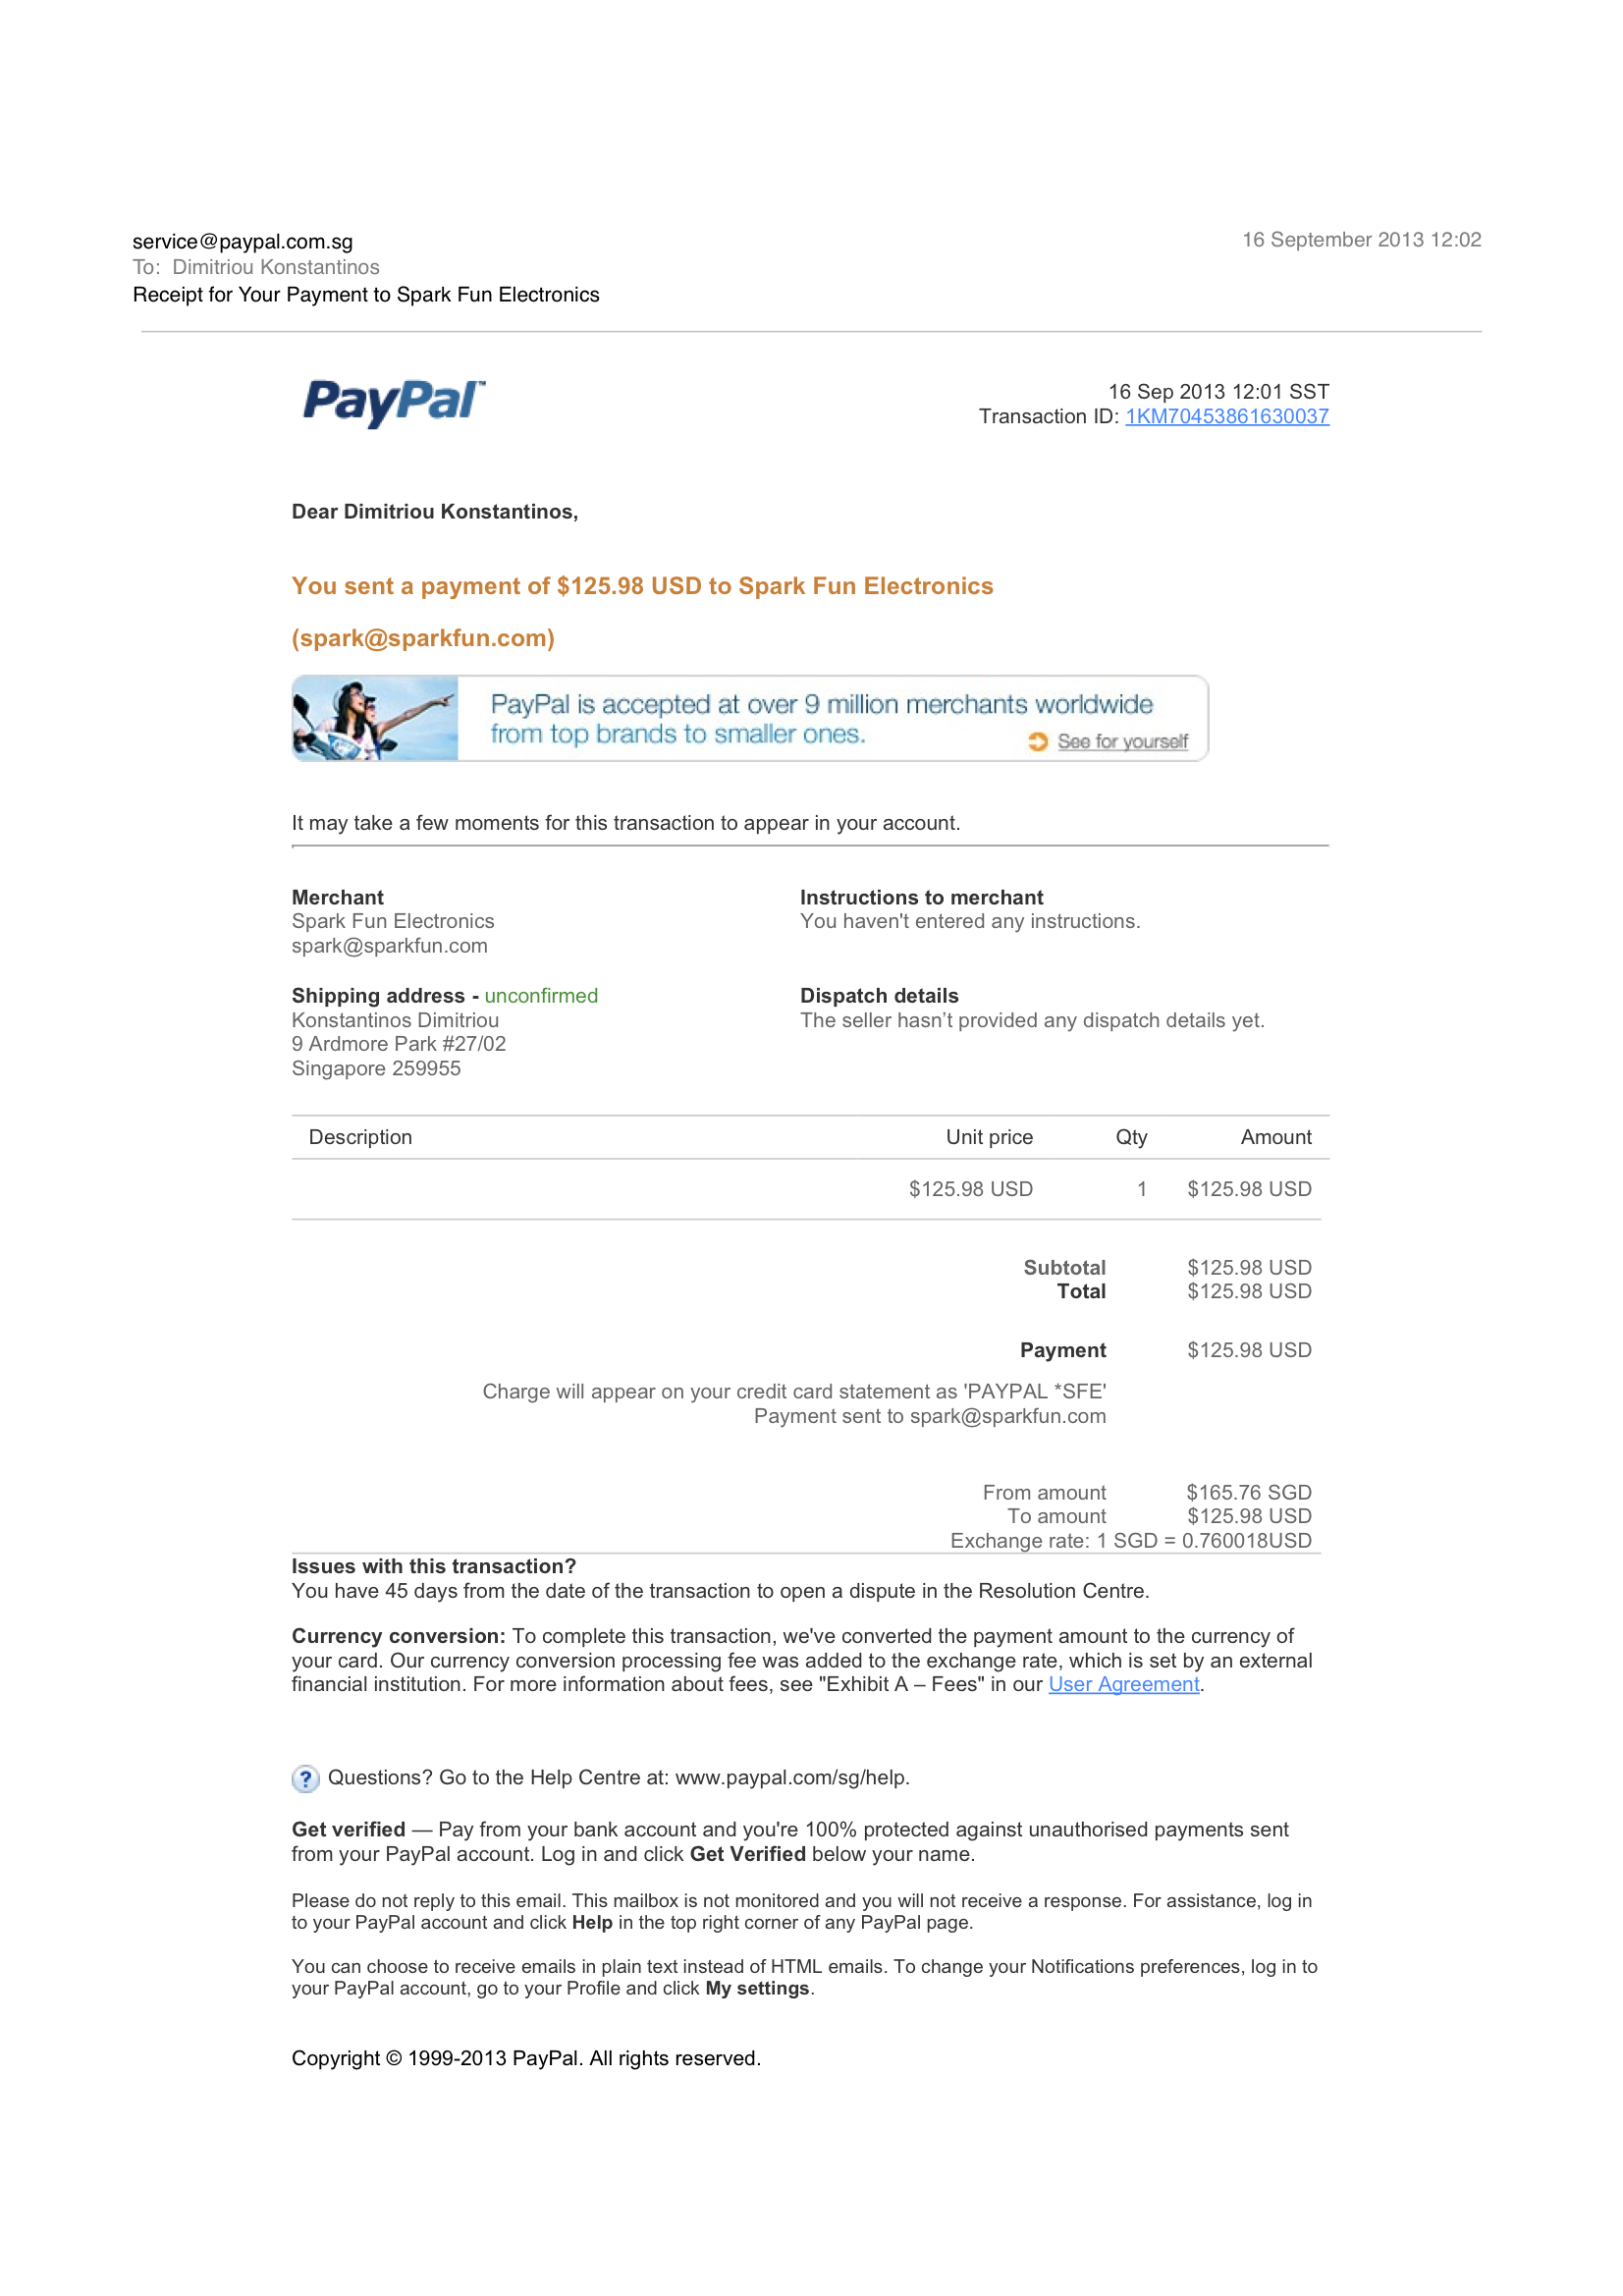 service@paypal.com.sg
16 September 2013 12:02
To: Dimitriou Konstantinos
Receipt for Your Payment to Spark Fun Electronics
PayPal™
16 Sep 2013 12:01 SST
Transaction ID: 1KM70453861630037
Dear Dimitriou Konstantinos,
You sent a payment of $125.98 USD to Spark Fun Electronics
(spark@sparkfun.com)
PayPal is accepted at over 9 million merchants worldwide
from top brands to smaller ones.
See for yourself
It may take a few moments for this transaction to appear in your account.
Merchant
Spark Fun Electronics
spark@sparkfun.com
Instructions to merchant
You haven't entered any instructions.
Shipping address - unconfirmed
Konstantinos Dimitriou
9 Ardmore Park #27/02
Singapore 259955
Dispatch details
The seller hasn’t provided any dispatch details yet.
Description Unit price Qty Amount
$125.98 USD 1 $125.98 USD
Subtotal $125.98 USD
Total $125.98 USD
Payment $125.98 USD
Charge will appear on your credit card statement as 'PAYPAL *SFE'
Payment sent to spark@sparkfun.com
From amount $165.76 SGD
To amount $125.98 USD
Exchange rate: 1 SGD = 0.760018USD
Issues with this transaction?
You have 45 days from the date of the transaction to open a dispute in the Resolution Centre.
Currency conversion: To complete this transaction, we've converted the payment amount to the currency of
your card. Our currency conversion processing fee was added to the exchange rate, which is set by an external
financial institution. For more information about fees, see "Exhibit A – Fees" in our User Agreement.
? Questions? Go to the Help Centre at: www.paypal.com/sg/help.
Get verified — Pay from your bank account and you're 100% protected against unauthorised payments sent
from your PayPal account. Log in and click Get Verified below your name.
Please do not reply to this email. This mailbox is not monitored and you will not receive a response. For assistance, log in
to your PayPal account and click Help in the top right corner of any PayPal page.
You can choose to receive emails in plain text instead of HTML emails. To change your Notifications preferences, log in to
your PayPal account, go to your Profile and click My settings.
Copyright © 1999-2013 PayPal. All rights reserved.